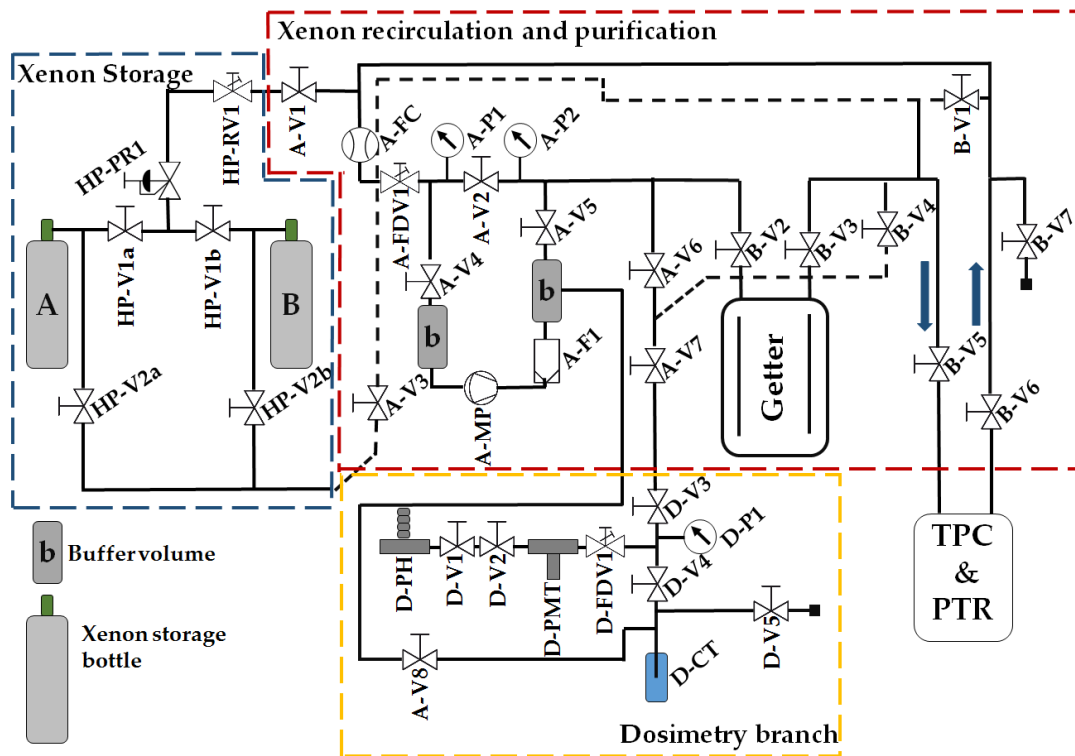 Xenon recirculation and purification
Xenon Storage
HP-RV1
A-V1
A-FC
A-P1
A-P2
B-V1
HP-PR1
A-FDV1
A-V2
A-V5
B-V2
B-V3
B-V4
B-V7
HP-V1a
HP-V1b
A-V4
A-V6
A
B
b
b
A-F1
A-V7
Getter
B-V5
B-V6
HP-V2a
HP-V2b
A-V3
A-MP
D-V3
D-P1
TPC
&
PTR
b
Buffer volume
D-PH
D-V1
D-V2
D-PMT
D-FDV1
D-V4
D-V5
Xenon storage
bottle
A-V8
D-CT
Dosimetry branch